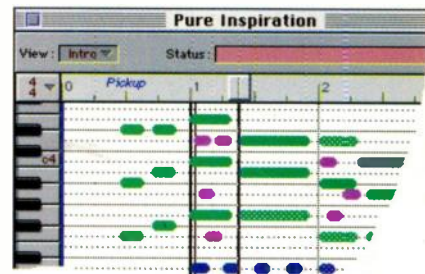 Pure Inspiration
View: Intro Status:
4 0 Pickup 1 2
4
c4